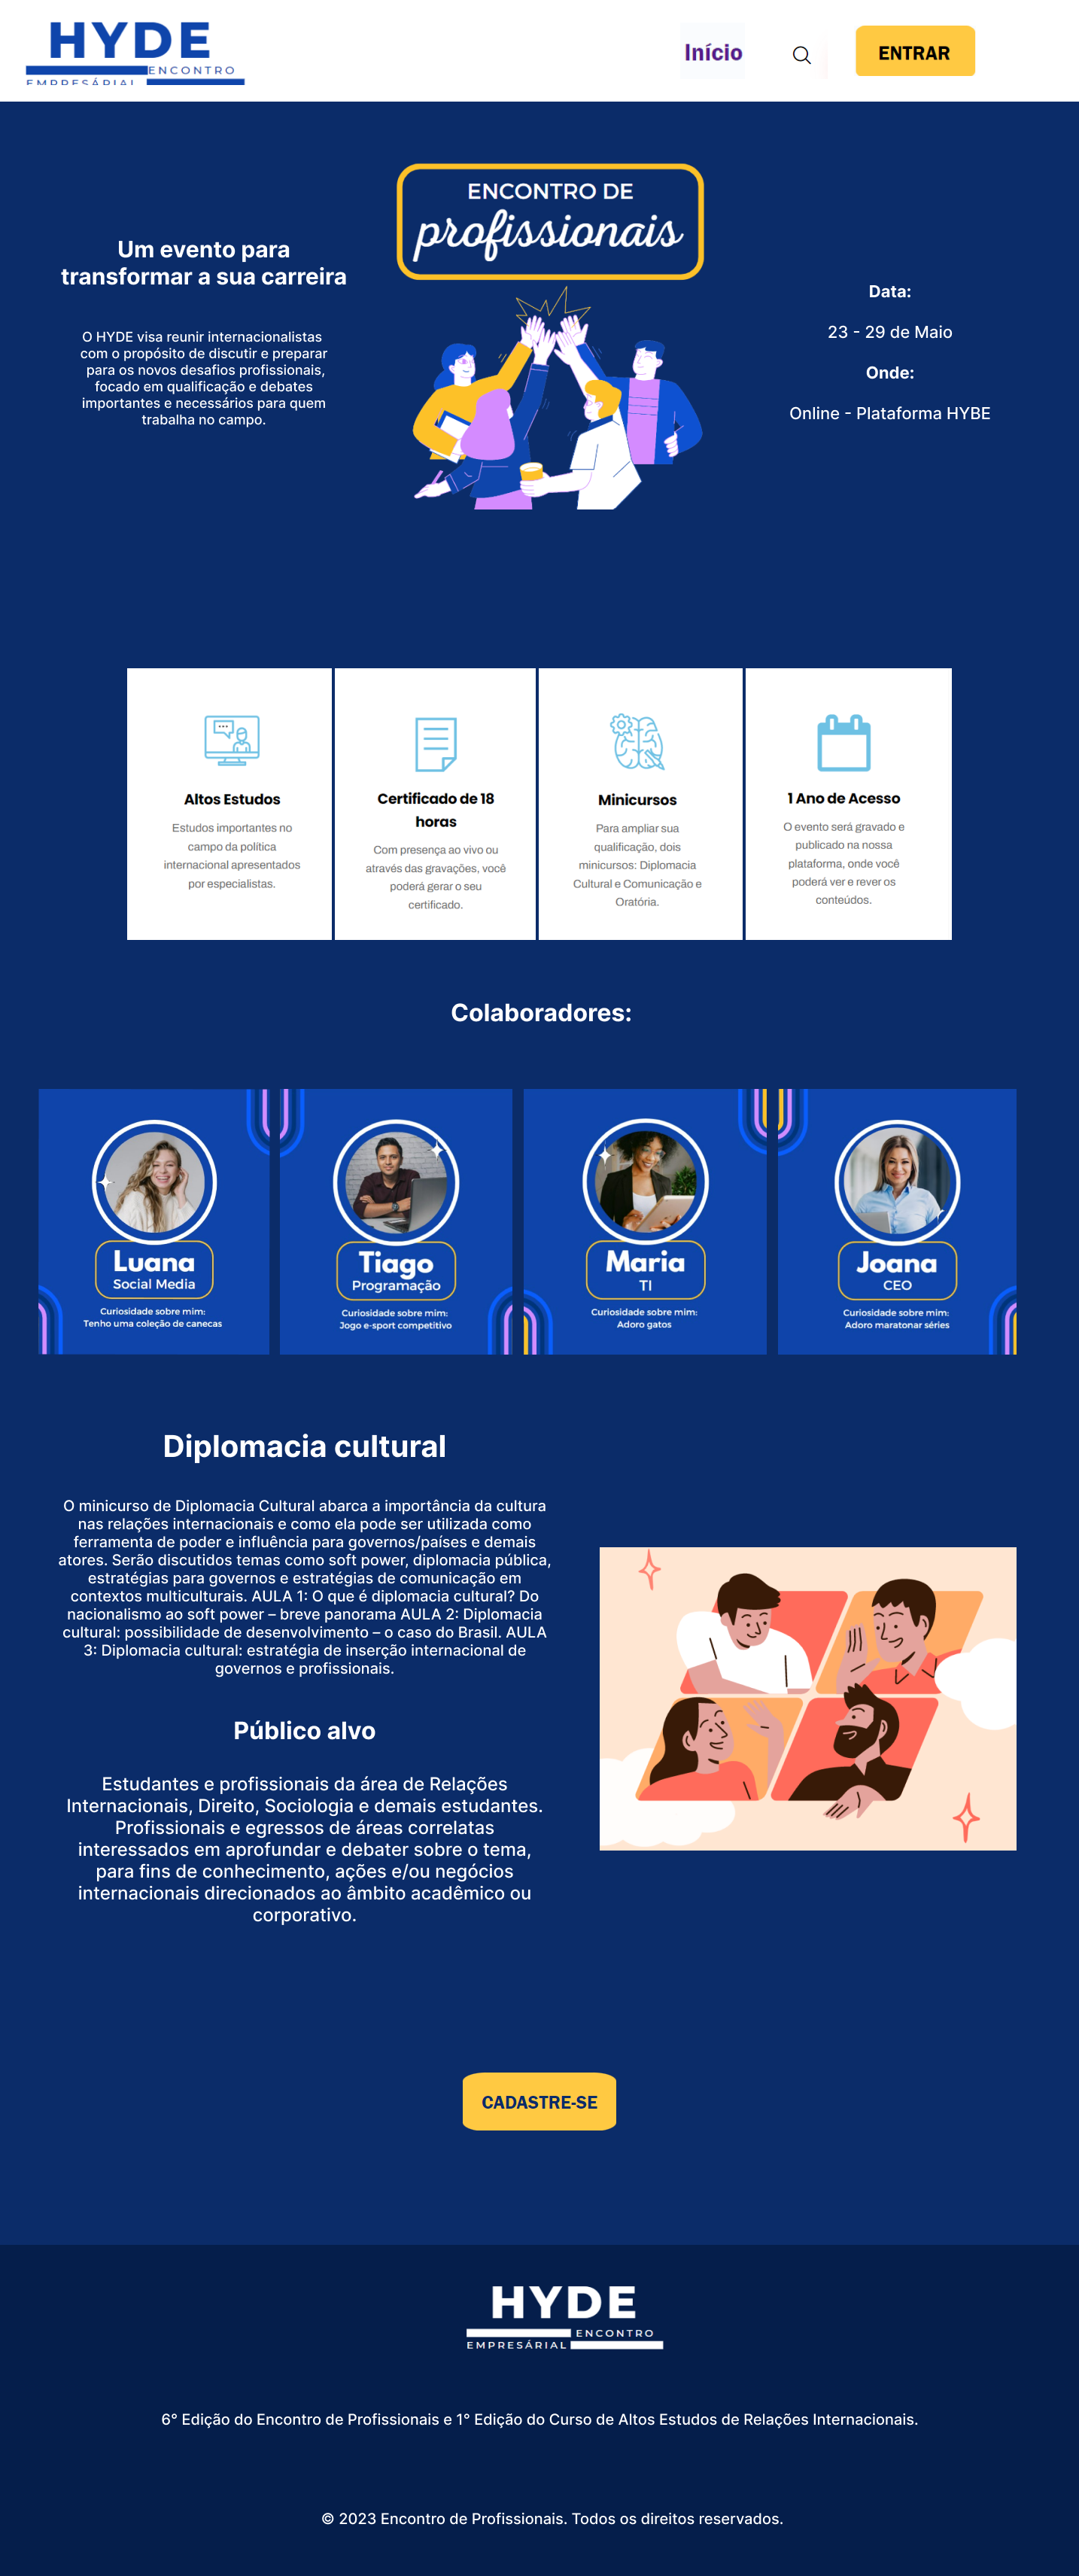 HYDE
ENCONTRO
EMPRESÁRIAL
Início
ENTRAR
ENCONTRO DE
profissionais
Um evento para
transformar a sua carreira
O HYDE visa reunir internacionalistas
com o propósito de discutir e preparar
para os novos desafios profissionais,
focado em qualificação e debates
importantes e necessários para quem
trabalha no campo.
Data:
23 - 29 de Maio
Onde:
Online - Plataforma HYBE
Altos Estudos
Estudos importantes no
campo da política
internacional apresentados
por especialistas.
Certificado de 18
horas
Com presença ao vivo ou
através das gravações, você
poderá gerar o seu
certificado.
Minicursos
Para ampliar sua
qualificação, dois
minicursos: Diplomacia
Cultural e Comunicação e
Oratória.
1 Ano de Acesso
O evento será gravado e
publicado na nossa
plataforma, onde você
poderá ver e rever os
conteúdos.
Colaboradores:
Luana
Social Media
Curiosidade sobre mim:
Tenho uma coleção de canecas
Tiago
Programação
Curiosidade sobre mim:
Jogo e-sport competitivo
Maria
TI
Curiosidade sobre mim:
Adoro gatos
Joana
CEO
Curiosidade sobre mim:
Adoro maratonar séries
Diplomacia cultural
O minicurso de Diplomacia Cultural abarca a importância da cultura
nas relações internacionais e como ela pode ser utilizada como
ferramenta de poder e influência para governos/países e demais
atores. Serão discutidos temas como soft power, diplomacia pública,
estratégias para governos e estratégias de comunicação em
contextos multiculturais. AULA 1: O que é diplomacia cultural? Do
nacionalismo ao soft power – breve panorama AULA 2: Diplomacia
cultural: possibilidade de desenvolvimento – o caso do Brasil. AULA
3: Diplomacia cultural: estratégia de inserção internacional de
governos e profissionais.
Público alvo
Estudantes e profissionais da área de Relações
Internacionais, Direito, Sociologia e demais estudantes.
Profissionais e egressos de áreas correlatas
interessados em aprofundar e debater sobre o tema,
para fins de conhecimento, ações e/ou negócios
internacionais direcionados ao âmbito acadêmico ou
corporativo.
CADASTRE-SE
HYDE
ENCONTRO
EMPRESÁRIAL
6° Edição do Encontro de Profissionais e 1° Edição do Curso de Altos Estudos de Relações Internacionais.
© 2023 Encontro de Profissionais. Todos os direitos reservados.